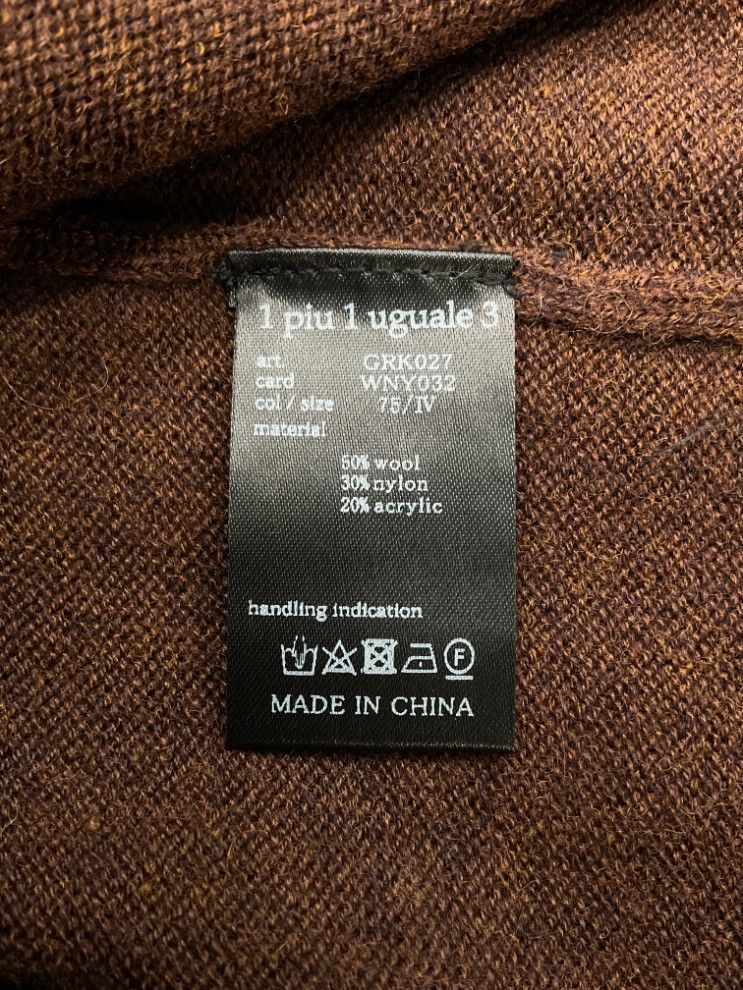 1 piu 1 uguale 3
art. GRK027
card WNY032
col / size 75/IV
material
50% wool
30% nylon
20% acrylic
handling indication
F
MADE IN CHINA